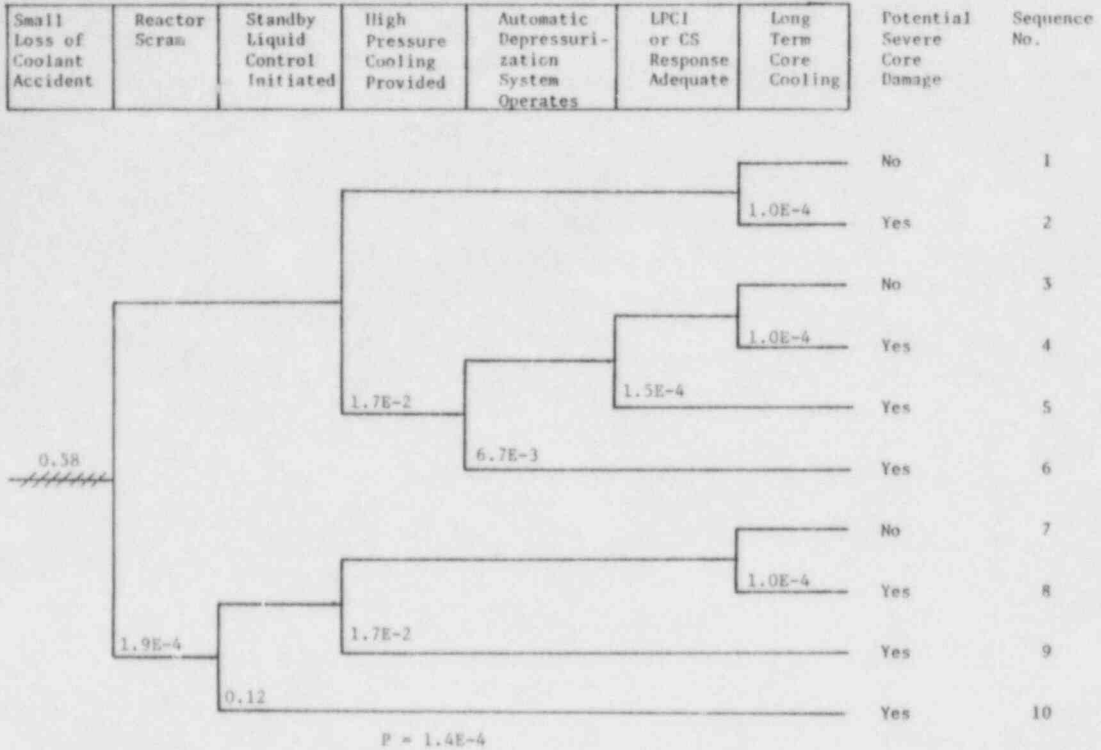 Small Loss of Coolant Accident
Reactor Scram
Standby Liquid Control Initiated
High Pressure Cooling Provided
Automatic Depressuri-zation System Operates
LPCI or CS Response Adequate
Long Term Core Cooling
Potential Severe Core Damage
Sequence No.
No 1
1.0E-4
Yes 2
No 3
1.0E-4
Yes 4
1.7E-2
1.5E-4
Yes 5
0.58
6.7E-3
Yes 6
No 7
1.0E-4
Yes 8
1.9E-4
1.7E-2
Yes 9
0.12
Yes 10
P = 1.4E-4